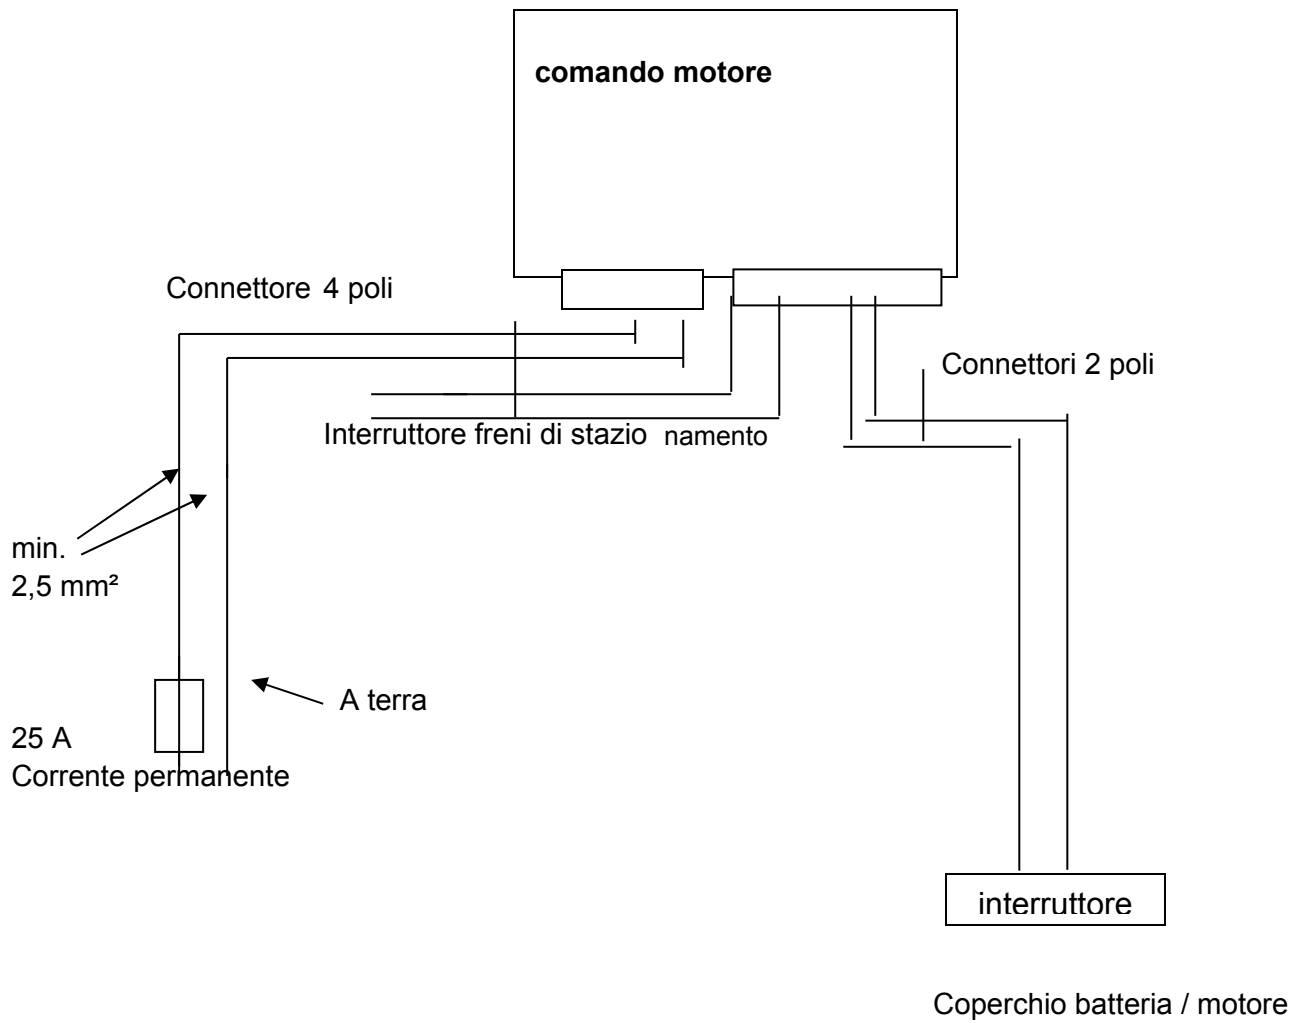 comando motore
Connettore 4 poli
Connettori 2 poli
Interruttore freni di stazio namento
min.
2,5 mm²
A terra
25 A
Corrente permanente
interruttore
Coperchio batteria / motore